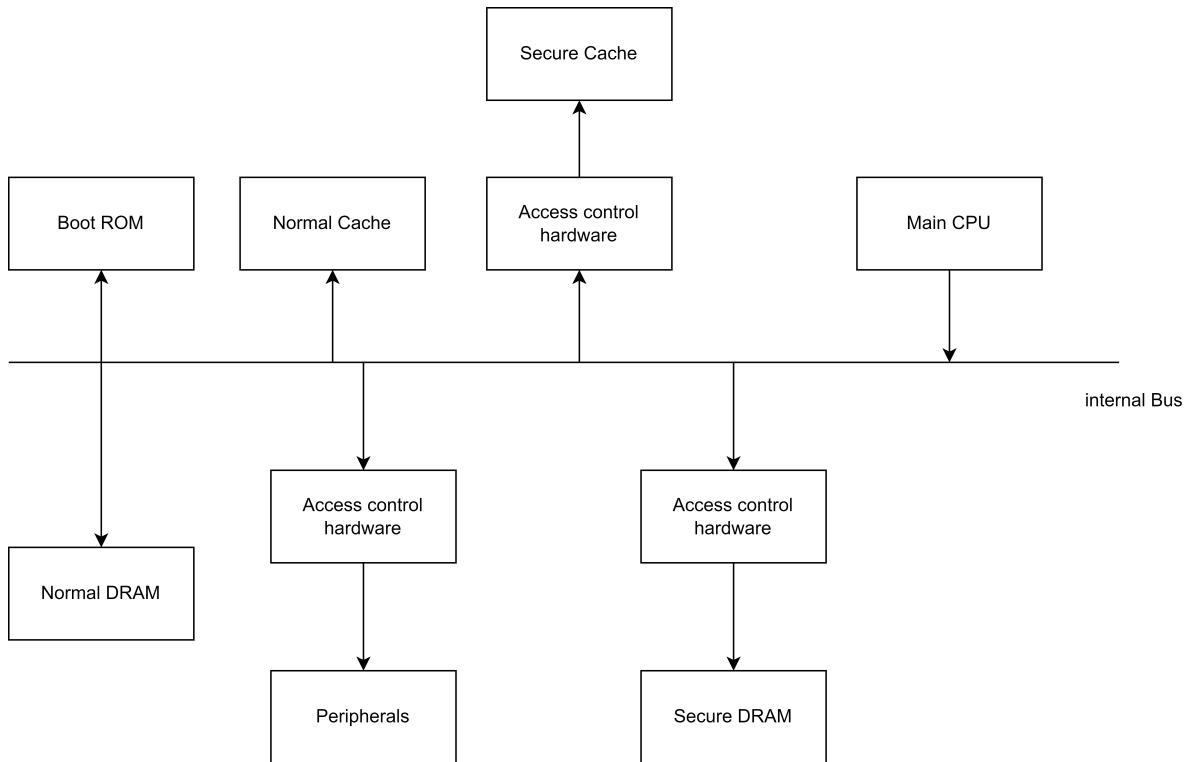 Secure Cache
Boot ROM
Normal Cache
Access control
hardware
Main CPU
internal Bus
Access control
hardware
Access control
hardware
Normal DRAM
Peripherals
Secure DRAM